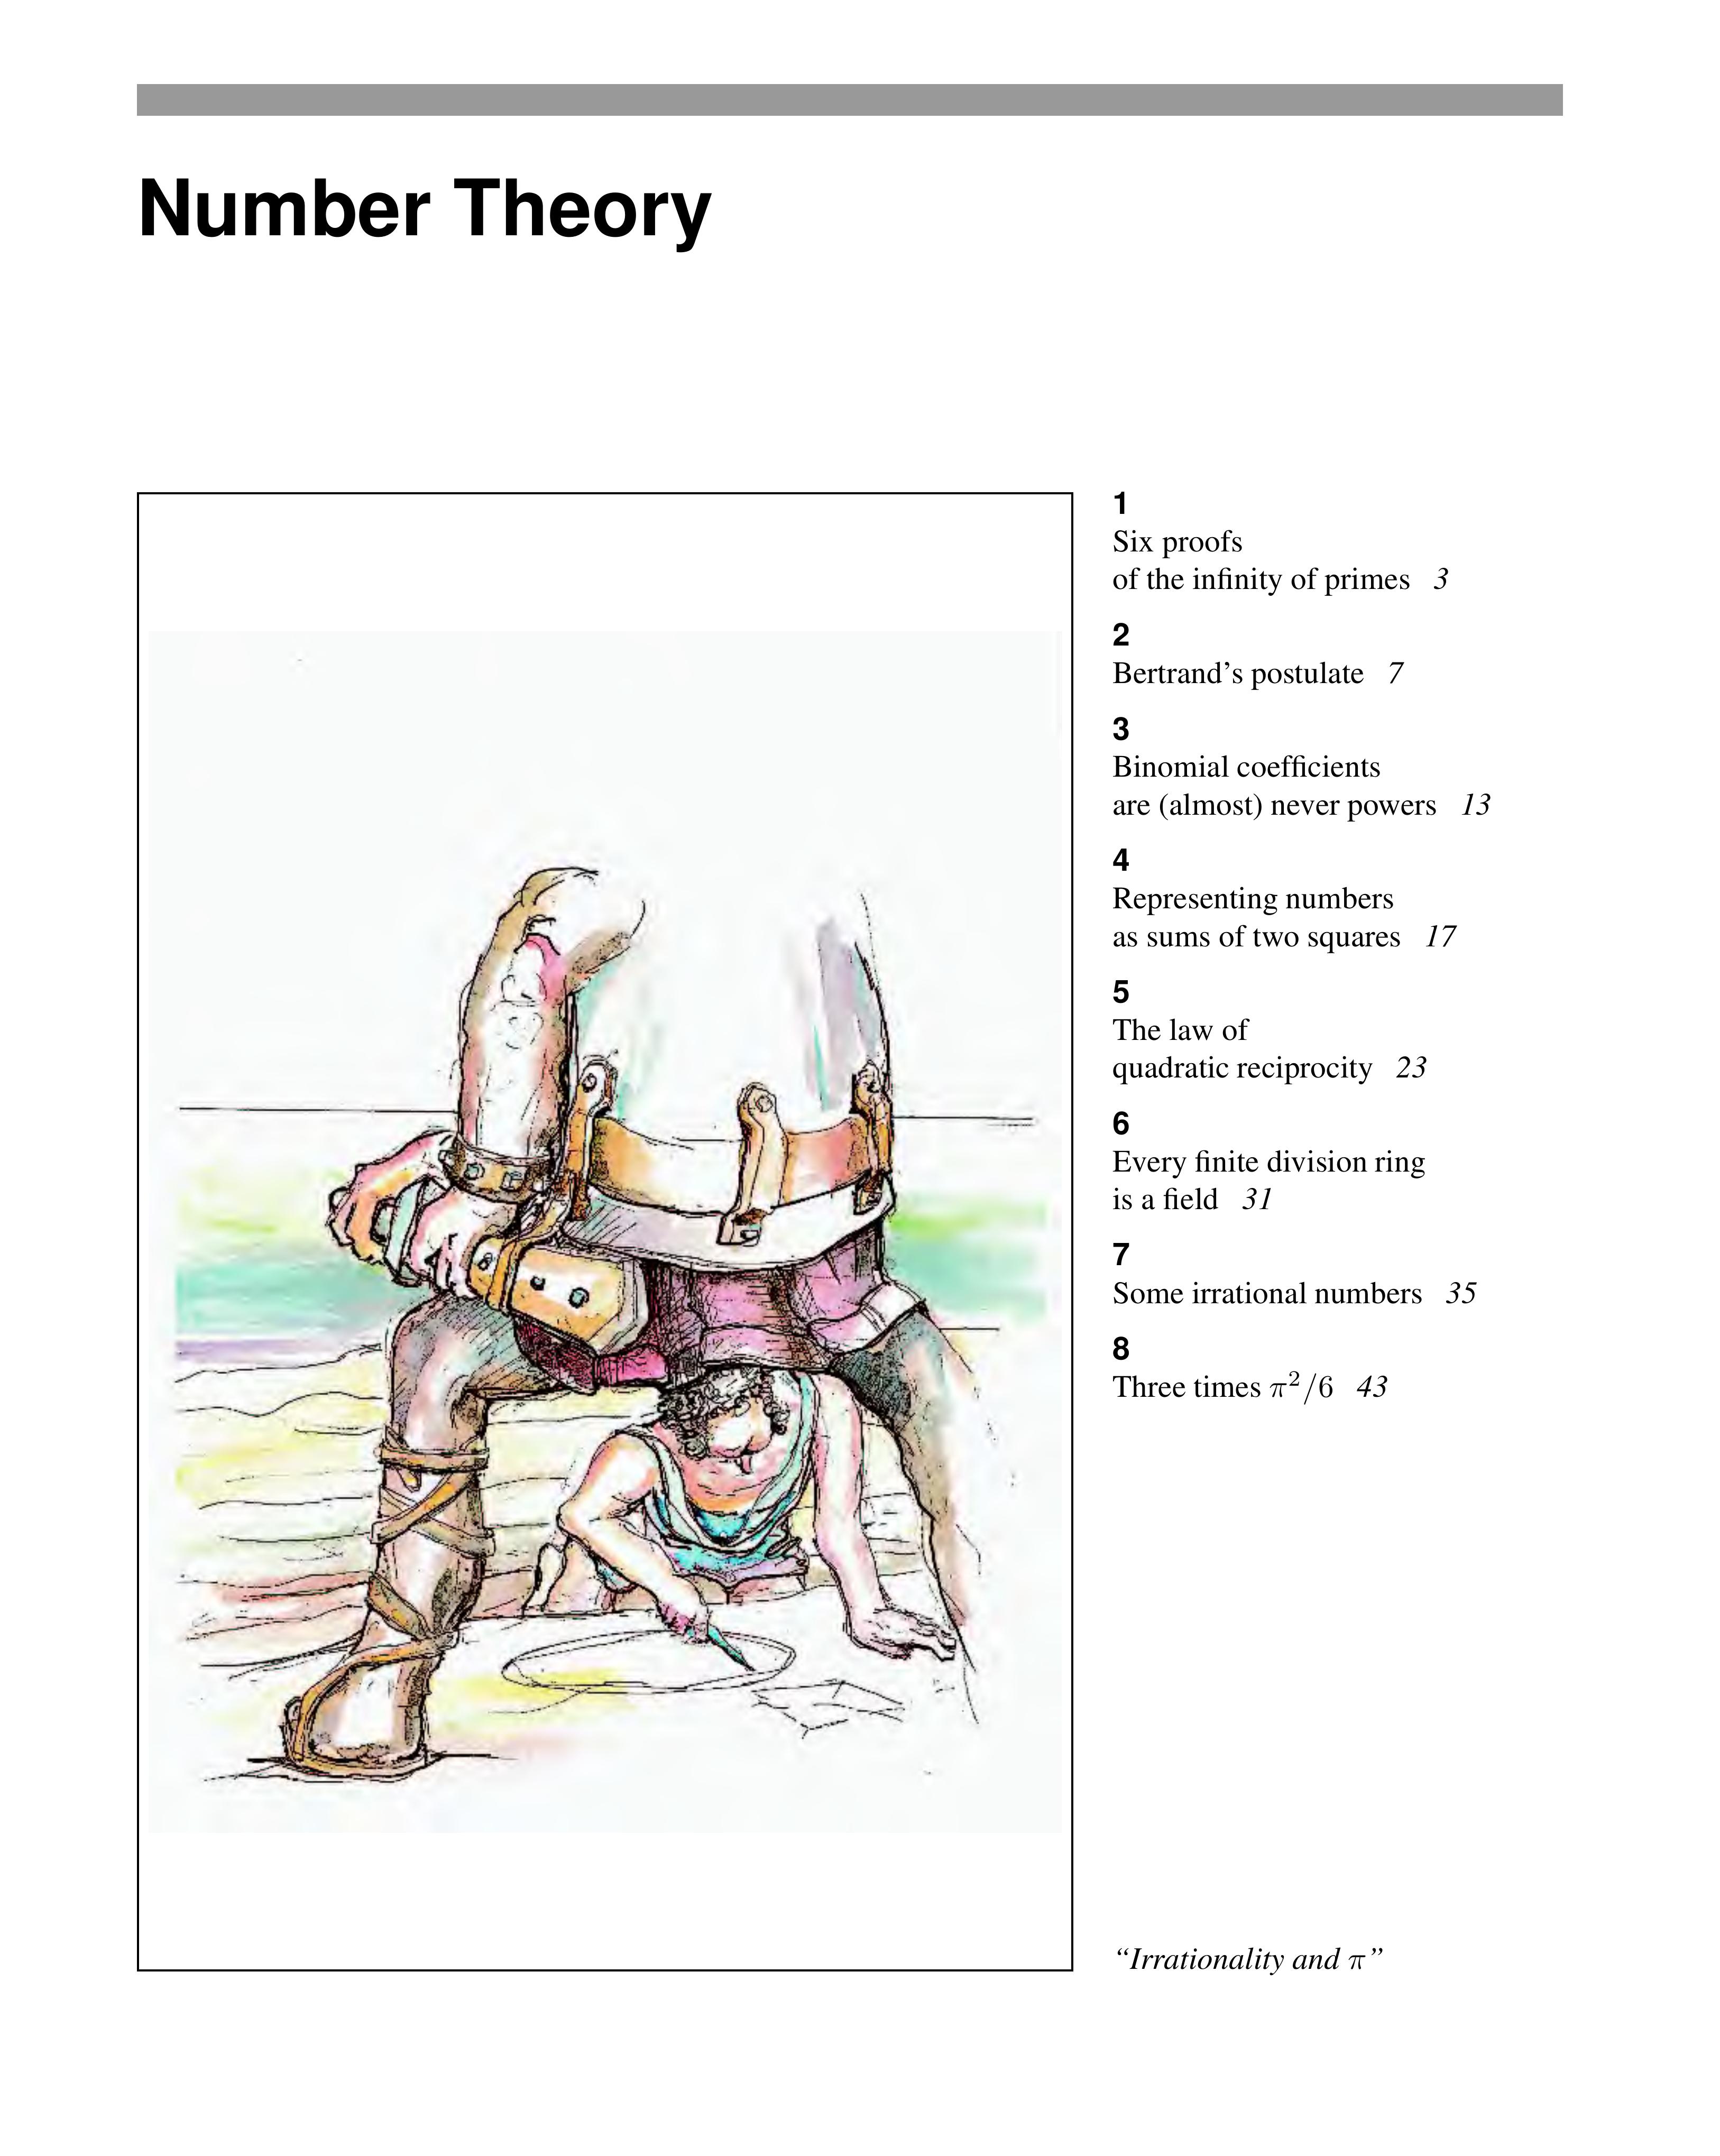 Number Theory
1
Six proofs
of the infinity of primes 3
2
Bertrand’s postulate 7
3
Binomial coefficients
are (almost) never powers 13
4
Representing numbers
as sums of two squares 17
5
The law of
quadratic reciprocity 23
6
Every finite division ring
is a field 31
7
Some irrational numbers 35
8
Three times π²/6 43
“Irrationality and π”